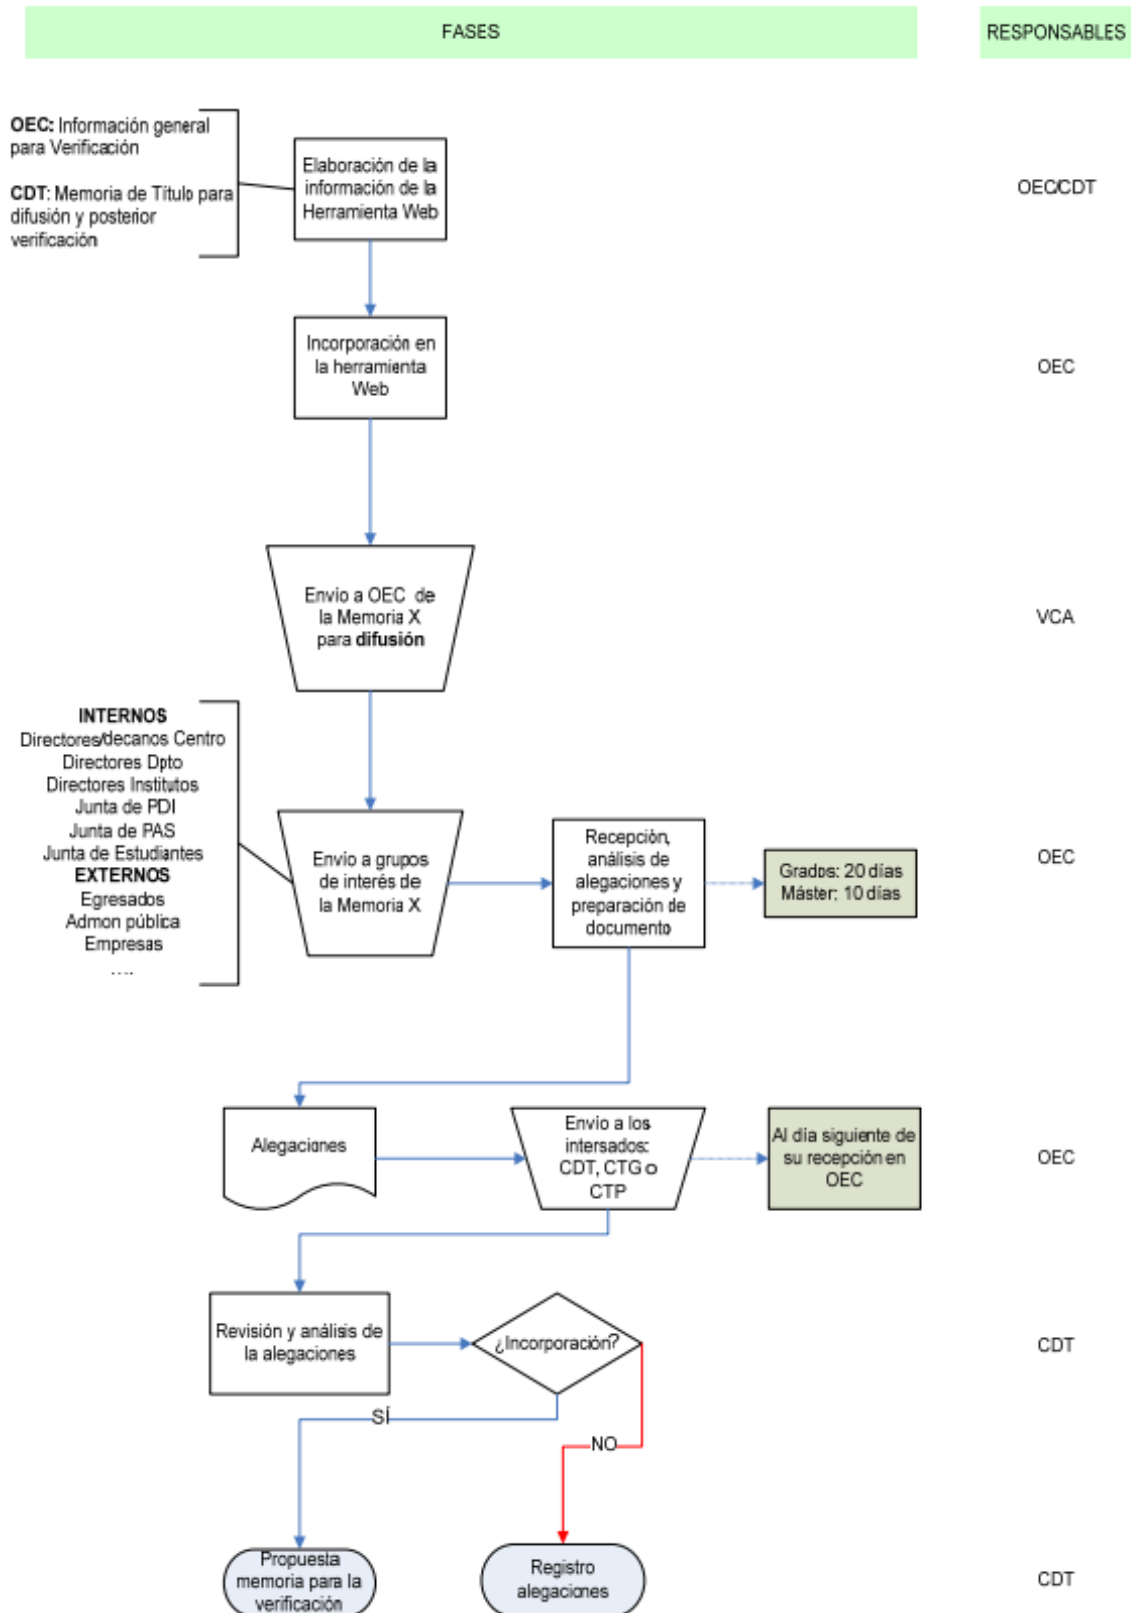 FASES
RESPONSABLES
OEC: Información general
para Verificación
CDT: Memoria de Título para
difusión y posterior
verificación
Elaboración de la
información de la
Herramienta Web
OEC/CDT
Incorporación en
la herramienta
Web
OEC
Envío a OEC de
la Memoria X
para difusión
VCA
INTERNOS
Directores/decanos Centro
Directores Dpto
Directores Institutos
Junta de PDI
Junta de PAS
Junta de Estudiantes
EXTERNOS
Egresados
Admon pública
Empresas
....
Envío a grupos
de interés de
la Memoria X
Recepción,
análisis de
alegaciones y
preparación de
documento
Grados: 20 días
Máster: 10 días
OEC
Alegaciones
Envío a los
intersados:
CDT, CTG o
CTP
Al día siguiente de
su recepción en
OEC
OEC
Revisión y análisis de
la alegaciones
¿Incorporación?
CDT
SÍ
NO
Propuesta
memoria para la
verificación
Registro
alegaciones
CDT